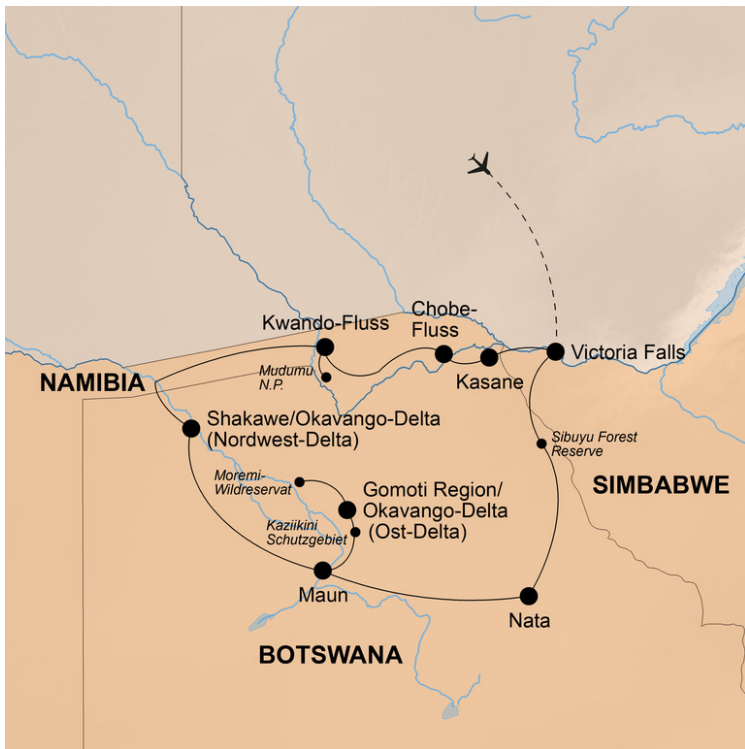 Chobe-
Fluss
Kwando-Fluss
Victoria Falls
Kasane
Mudumu
N.P.
NAMIBIA
Shakawe/Okavango-Delta
(Nordwest-Delta)
Sibuyu Forest
Reserve
Moremi-
Wildreservat
SIMBABWE
Gomoti Region/
Okavango-Delta
(Ost-Delta)
Kaziikini
Schutzgebiet
Maun
Nata
BOTSWANA